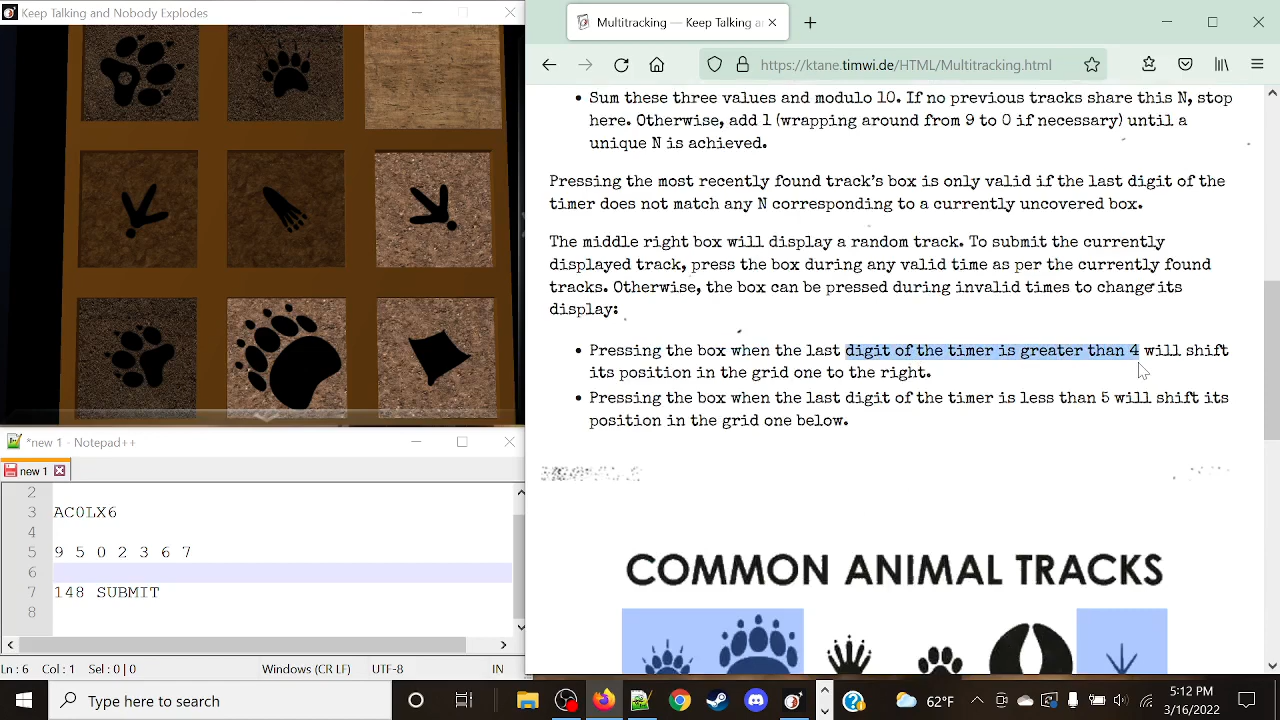 Keep Talking and Nobody Explodes
Multitracking — Keep Talking an
https://ktane.timwi.de/HTML/Multitracking.html
• Sum these three values and modulo 10. If no previous tracks share this N, stop
here. Otherwise, add 1 (wrapping around from 9 to 0 if necessary) until a
unique N is achieved.
Pressing the most recently found track's box is only valid if the last digit of the
timer does not match any N corresponding to a currently uncovered box.
The middle right box will display a random track. To submit the currently
displayed track, press the box during any valid time as per the currently found
tracks. Otherwise, the box can be pressed during invalid times to change its
display:
• Pressing the box when the last digit of the timer is greater than 4 will shift
its position in the grid one to the right.
• Pressing the box when the last digit of the timer is less than 5 will shift its
position in the grid one below.
COMMON ANIMAL TRACKS
*new 1 - Notepad++
new 1
2
3 AC0LX6
4
5 9 5 0 2 3 6 7
6
7 148 SUBMIT
8
Ln : 6 Col : 1 Sel : 0 | 0
Windows (CR LF)
UTF-8
IN
Type here to search
62°F
5:12 PM
3/16/2022